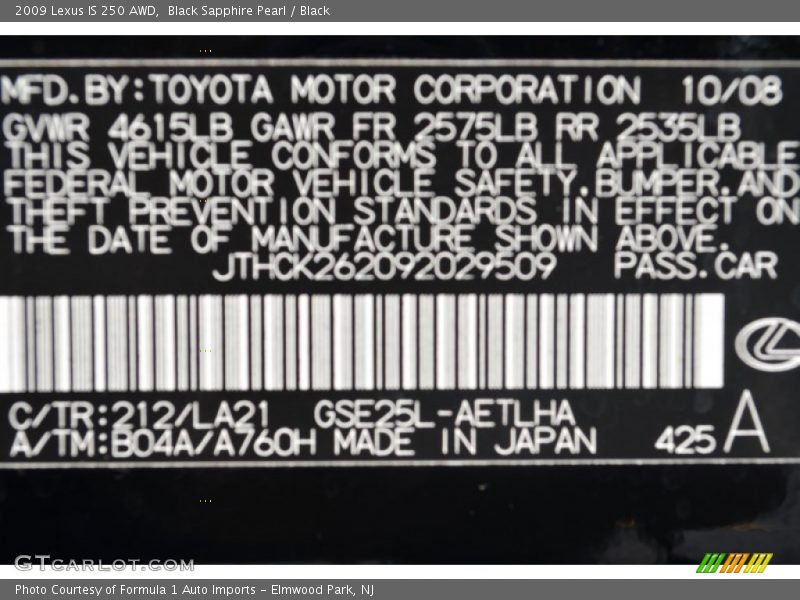 2009 Lexus IS 250 AWD,  Black Sapphire Pearl / Black
MFD.BY:TOYOTA MOTOR CORPORATION 10/08
GVWR 4615LB GAWR FR 2575LB RR 2535LB
THIS VEHICLE CONFORMS TO ALL APPLICABLE
FEDERAL MOTOR VEHICLE SAFETY.BUMPER.AND
THEFT PREVENTION STANDARDS IN EFFECT ON
THE DATE OF MANUFACTURE SHOWN ABOVE.
JTHCK262092029509 PASS.CAR
C/TR:212/LA21 GSE25L-AETLHA
A/TM:B04A/A760H MADE IN JAPAN 425 A
GTcarlot.com
Photo Courtesy of Formula 1 Auto Imports - Elmwood Park, NJ